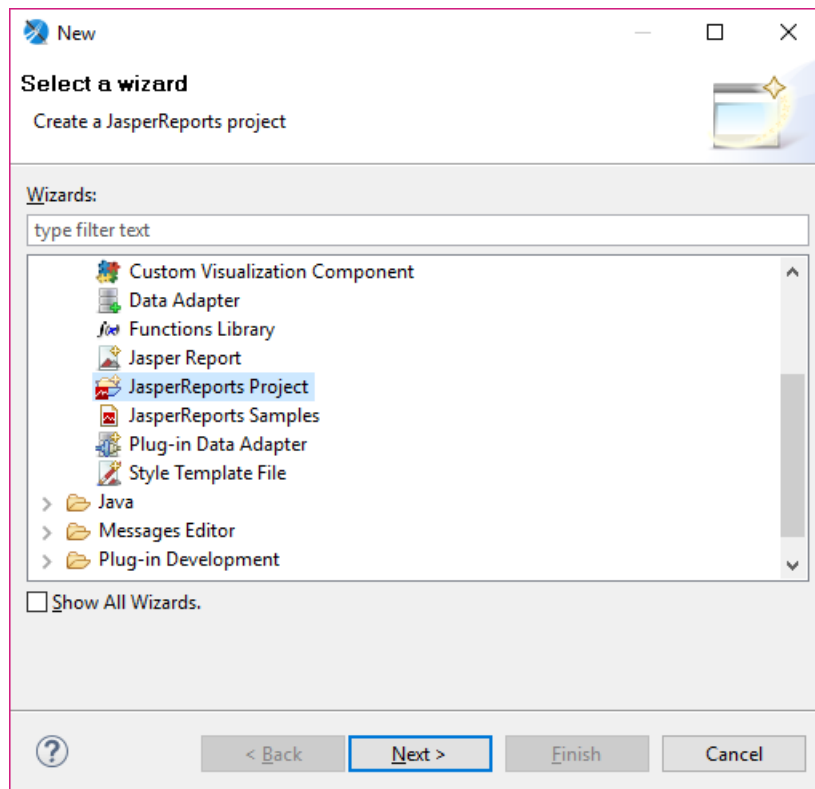 New
Select a wizard
Create a JasperReports project
Wizards:
type filter text
Custom Visualization Component
Data Adapter
f(x) Functions Library
Jasper Report
JasperReports Project
JasperReports Samples
Plug-in Data Adapter
Style Template File
Java
Messages Editor
Plug-in Development
Show All Wizards.
? < Back Next > Finish Cancel